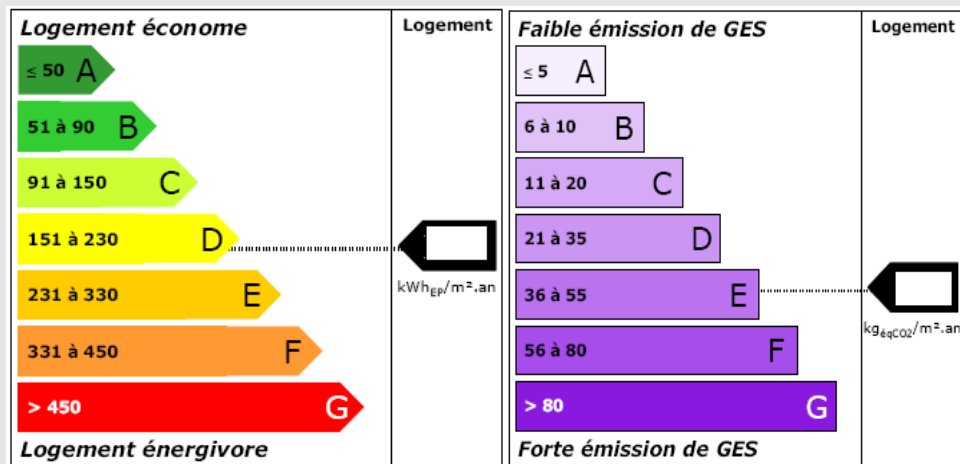 Logement économe
Logement
≤ 50 A
51 à 90 B
91 à 150 C
151 à 230 D
231 à 330 E
331 à 450 F
> 450 G
kWhEP/m².an
Logement énergivore
Faible émission de GES
Logement
≤ 5 A
6 à 10 B
11 à 20 C
21 à 35 D
36 à 55 E
56 à 80 F
> 80 G
kgéqCO2/m².an
Forte émission de GES